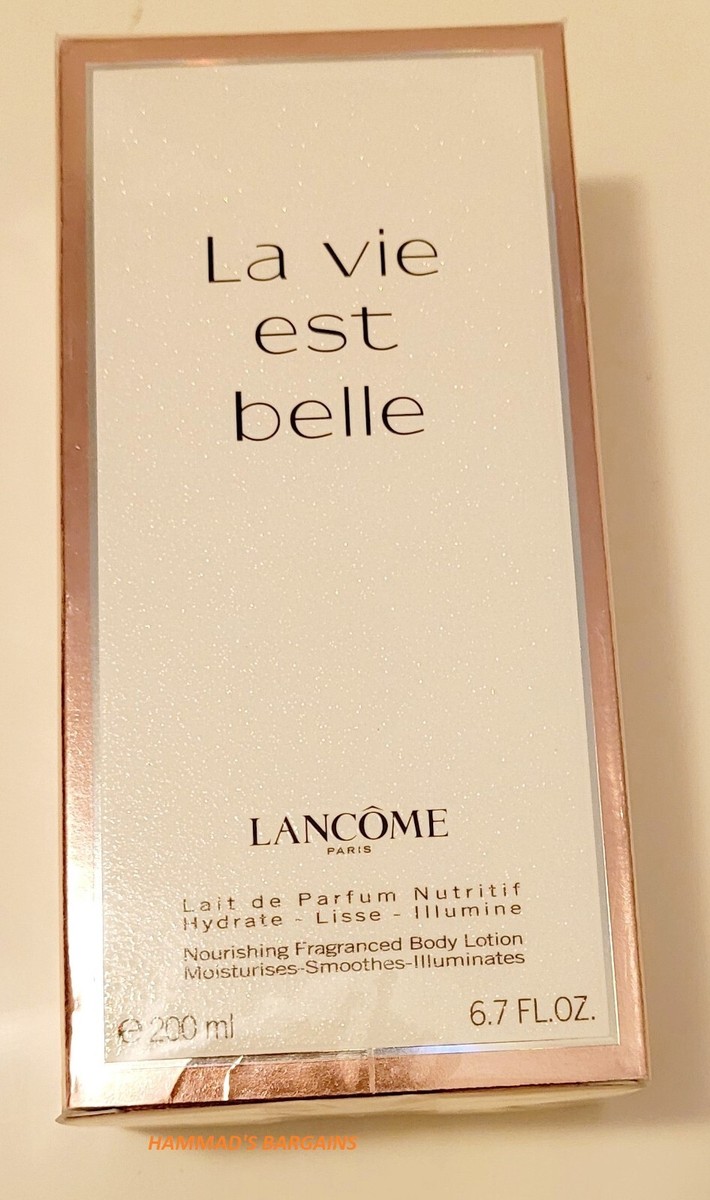 La vie
est
belle
LANCÔME
PARIS
Lait de Parfum Nutritif
Hydrate - Lisse - Illumine
Nourishing Fragranced Body Lotion
Moisturises-Smoothes-Illuminates
℮ 200 ml 6.7 FL.OZ.
HAMMAD'S BARGAINS